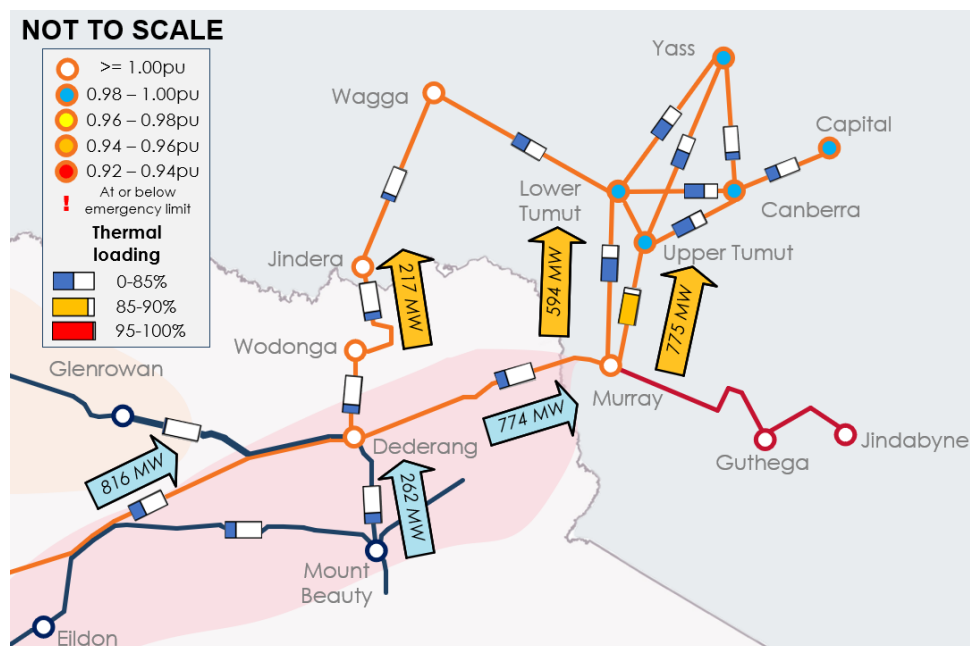 NOT TO SCALE
>= 1.00pu
0.98 – 1.00pu
0.96 – 0.98pu
0.94 – 0.96pu
0.92 – 0.94pu
! At or below
emergency limit
Thermal
loading
0-85%
85-90%
95-100%
Yass
Wagga
Capital
Lower
Tumut
Canberra
Upper Tumut
Jindera
217 MW
594 MW
775 MW
Wodonga
Glenrowan
Murray
774 MW
Dederang
Jindabyne
Guthega
816 MW
262 MW
Mount
Beauty
Eildon